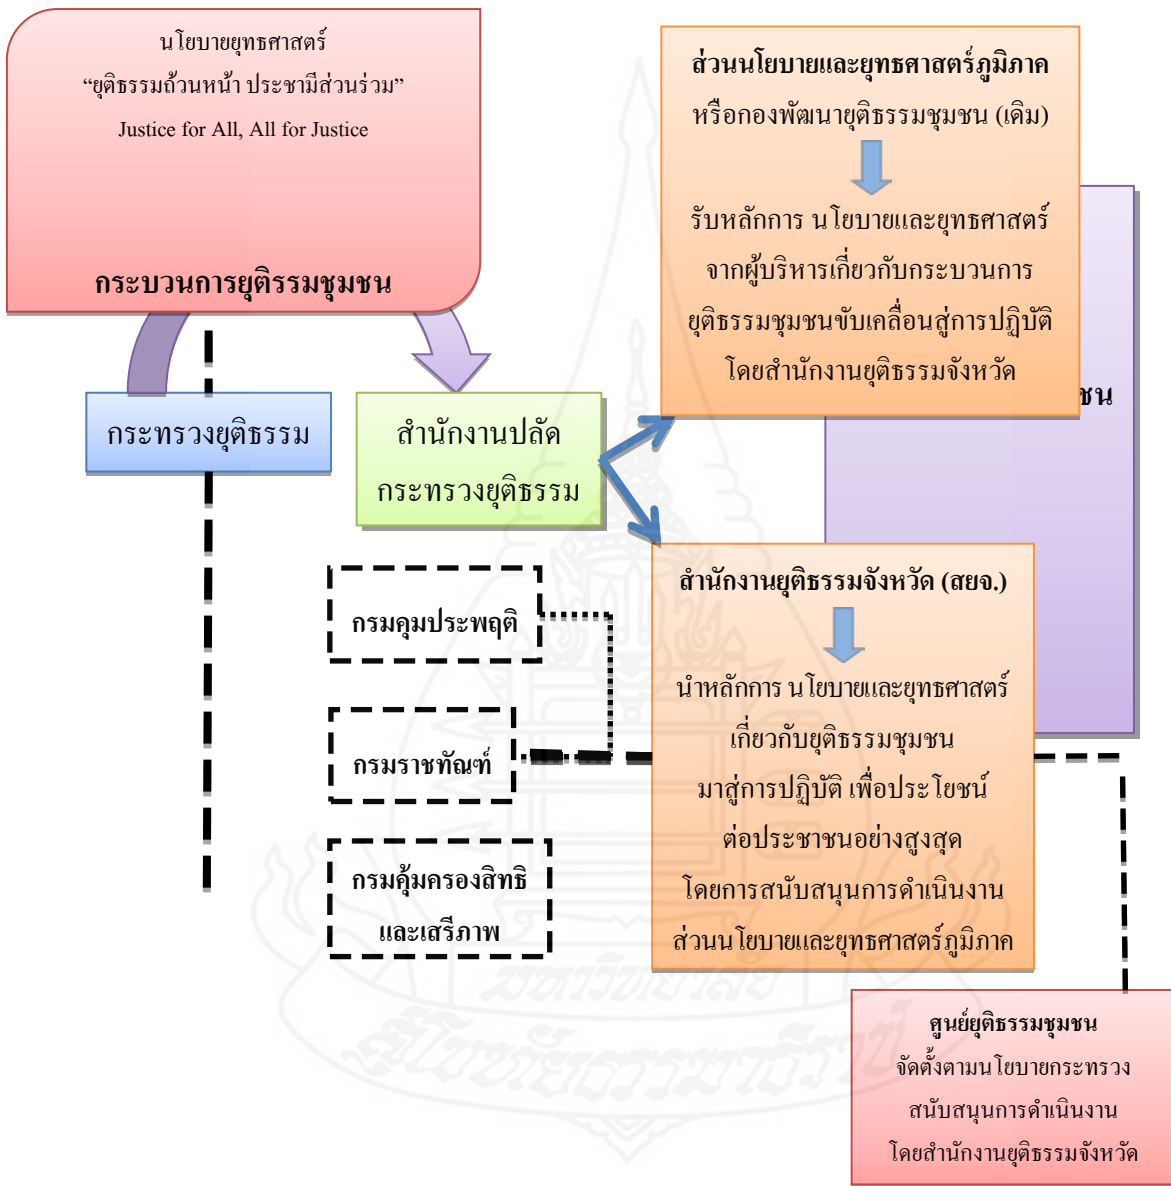 นโยบายยุทธศาสตร์
“ยุติธรรมถ้วนหน้า ประชามีส่วนร่วม”
Justice for All, All for Justice
กระบวนการยุติรรมชุมชน
กระทรวงยุติธรรม
สำนักงานปลัด
กระทรวงยุติธรรม
ส่วนนโยบายและยุทธศาสตร์ภูมิภาค
หรือกองพัฒนายุติธรรมชุมชน (เดิม)
รับหลักการ นโยบายและยุทธศาสตร์
จากผู้บริหารเกี่ยวกับกระบวนการ
ยุติธรรมชุมชนขับเคลื่อนสู่การปฏิบัติ
โดยสำนักงานยุติธรรมจังหวัด
ชน
สำนักงานยุติธรรมจังหวัด (สยจ.)
นำหลักการ นโยบายและยุทธศาสตร์
เกี่ยวกับยุติธรรมชุมชน
มาสู่การปฏิบัติ เพื่อประโยชน์
ต่อประชาชนอย่างสูงสุด
โดยการสนับสนุนการดำเนินงาน
ส่วนนโยบายและยุทธศาสตร์ภูมิภาค
กรมคุมประพฤติ
กรมราชทัณฑ์
กรมคุ้มครองสิทธิ
และเสรีภาพ
มหาวิทยาลัย
สุโขทัยธรรมาธิราช
ศูนย์ยุติธรรมชุมชน
จัดตั้งตามนโยบายกระทรวง
สนับสนุนการดำเนินงาน
โดยสำนักงานยุติธรรมจังหวัด